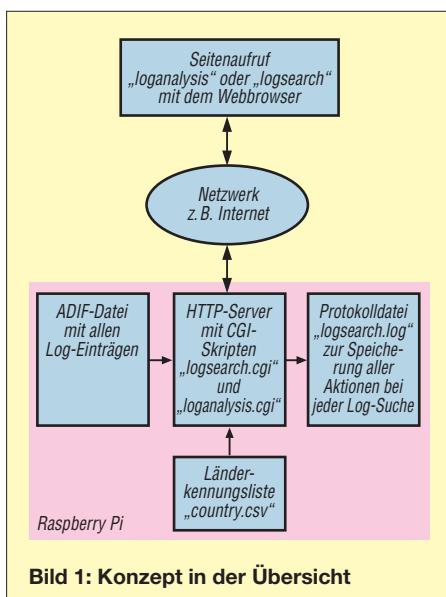 Seitenaufruf
„loganalysis” oder „logsearch”
mit dem Webbrowser
Netzwerk
z. B. Internet
ADIF-Datei
mit allen
Log-Einträgen
HTTP-Server
mit CGI-
Skripten
„logsearch.cgi”
und
„loganalysis.cgi”
Protokolldatei
„logsearch.log”
zur Speiche-
rung aller
Aktionen bei
jeder Log-Suche
Länder-
kennungsliste
„country.csv”
Raspberry Pi
Bild 1: Konzept in der Übersicht